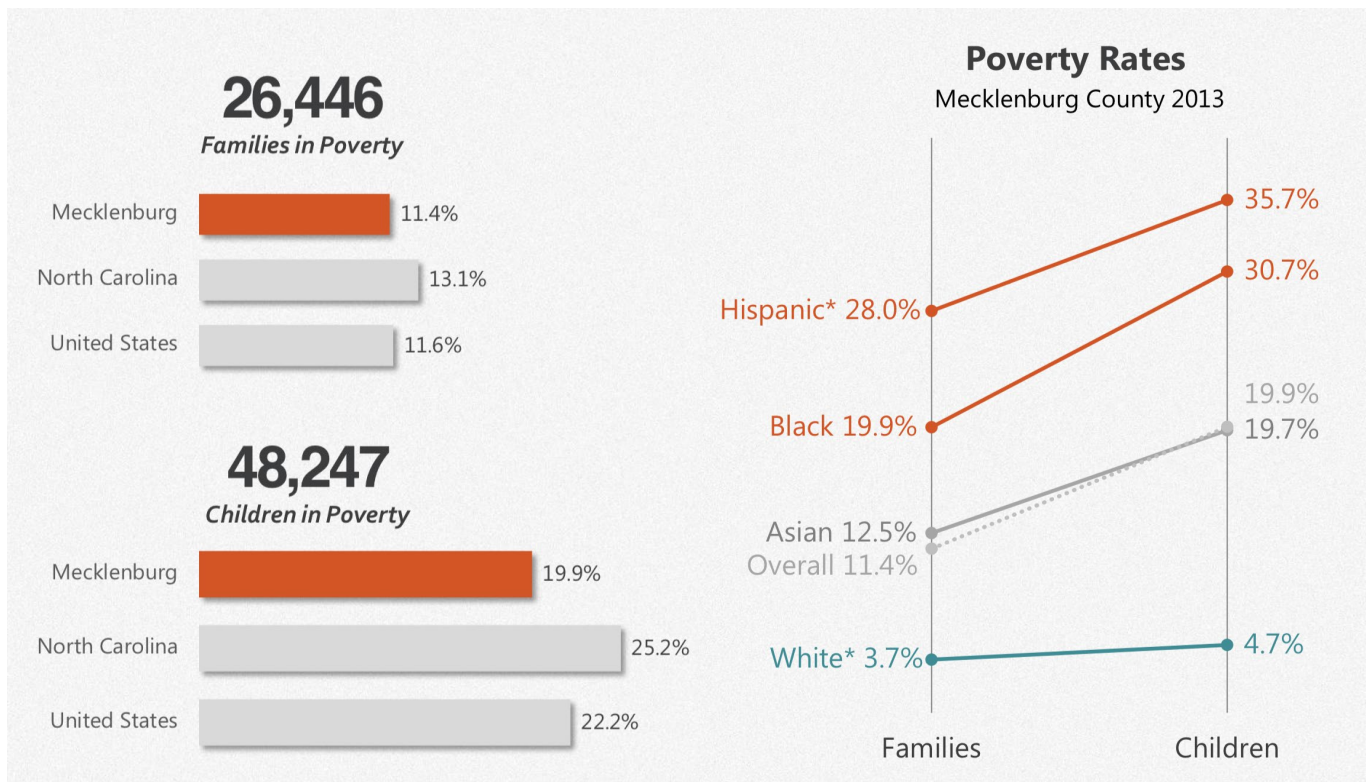 26,446
Families in Poverty
Mecklenburg 11.4%
North Carolina 13.1%
United States 11.6%
48,247
Children in Poverty
Mecklenburg 19.9%
North Carolina 25.2%
United States 22.2%
Poverty Rates
Mecklenburg County 2013
35.7%
30.7%
Hispanic* 28.0%
19.9%
Black 19.9%
19.7%
Asian 12.5%
Overall 11.4%
4.7%
White* 3.7%
Families Children